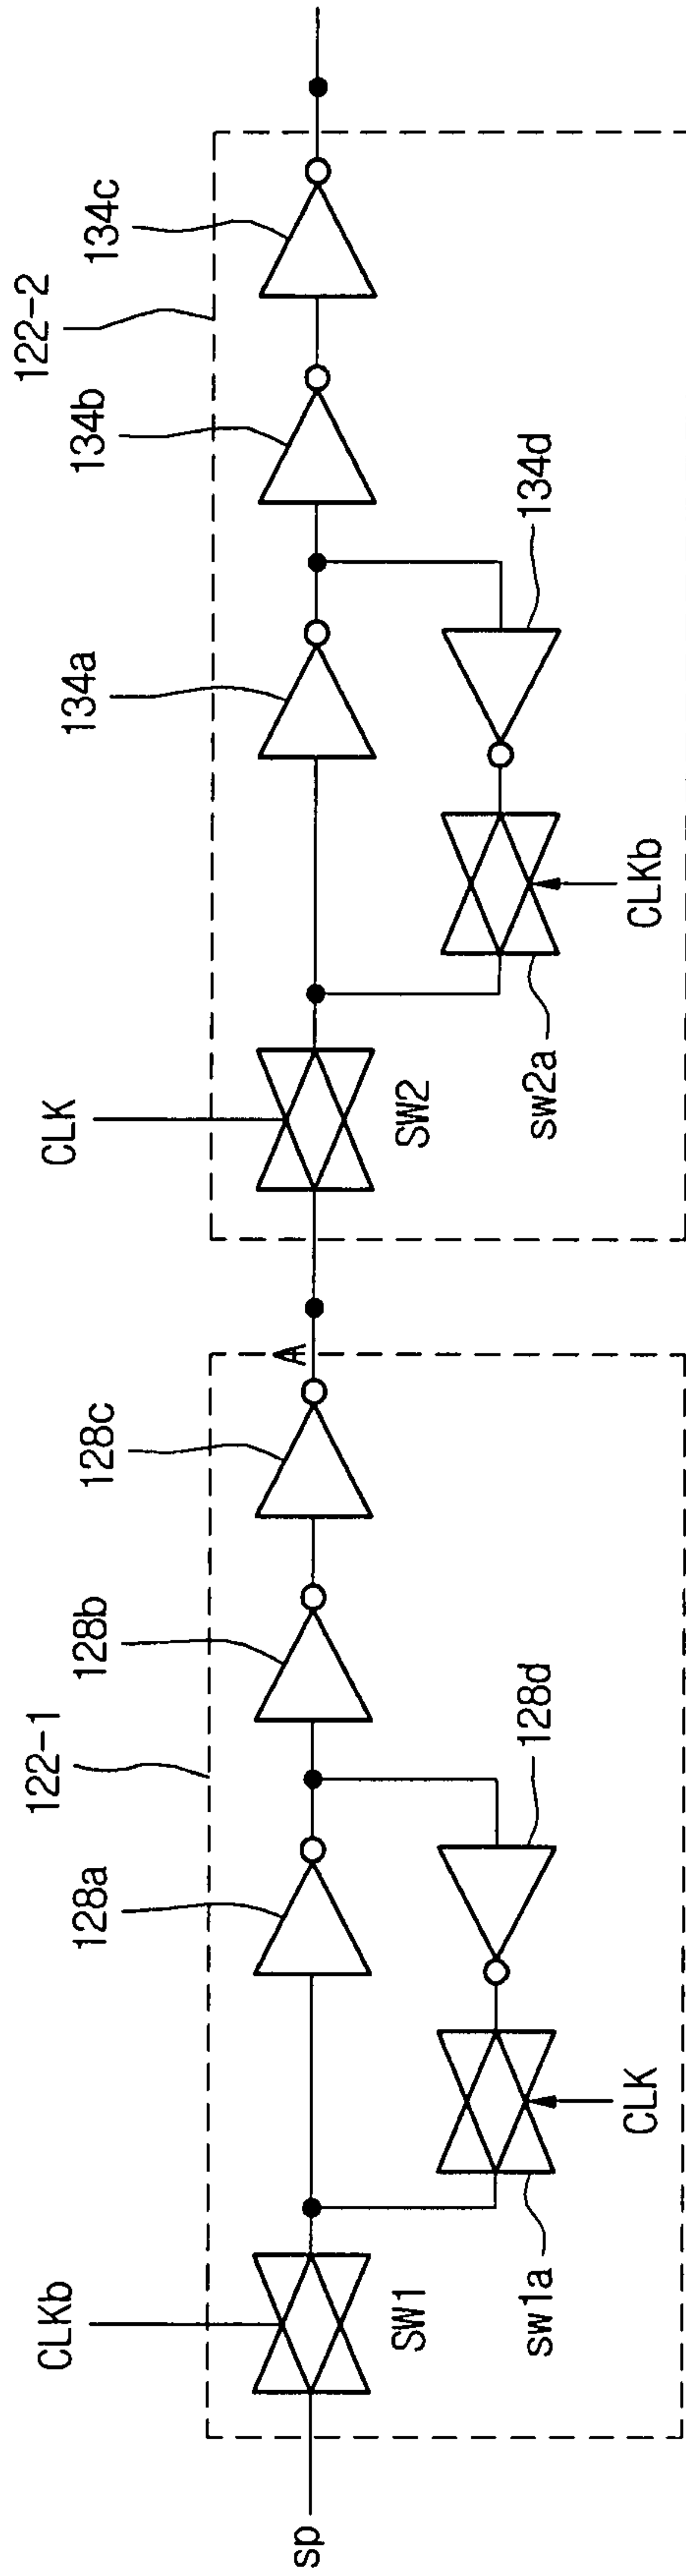 122-1
122-2
CLKb
128a
128b
128c
CLK
134a
134b
134c
sp
SW1
A
SW2
sw1a
CLK
128d
sw2a
CLKb
134d